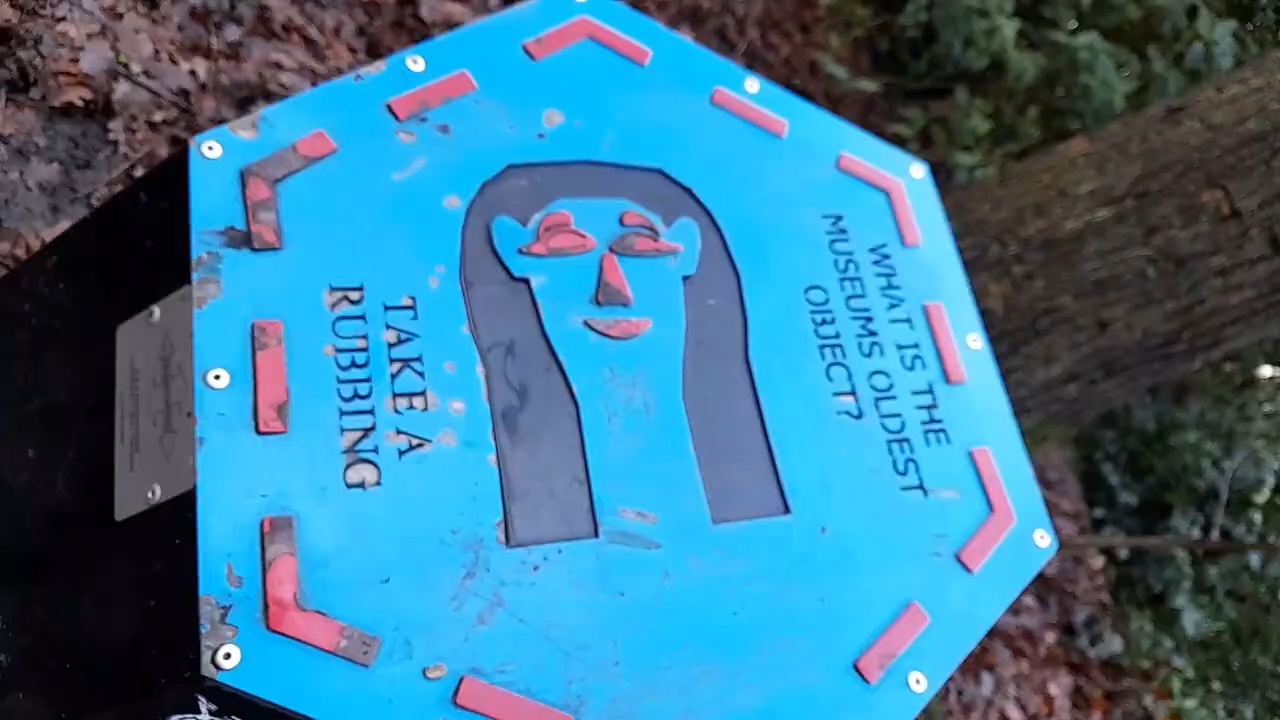 WHAT IS THE
MUSEUMS OLDEST
OBJECT?
TAKE A
RUBBING